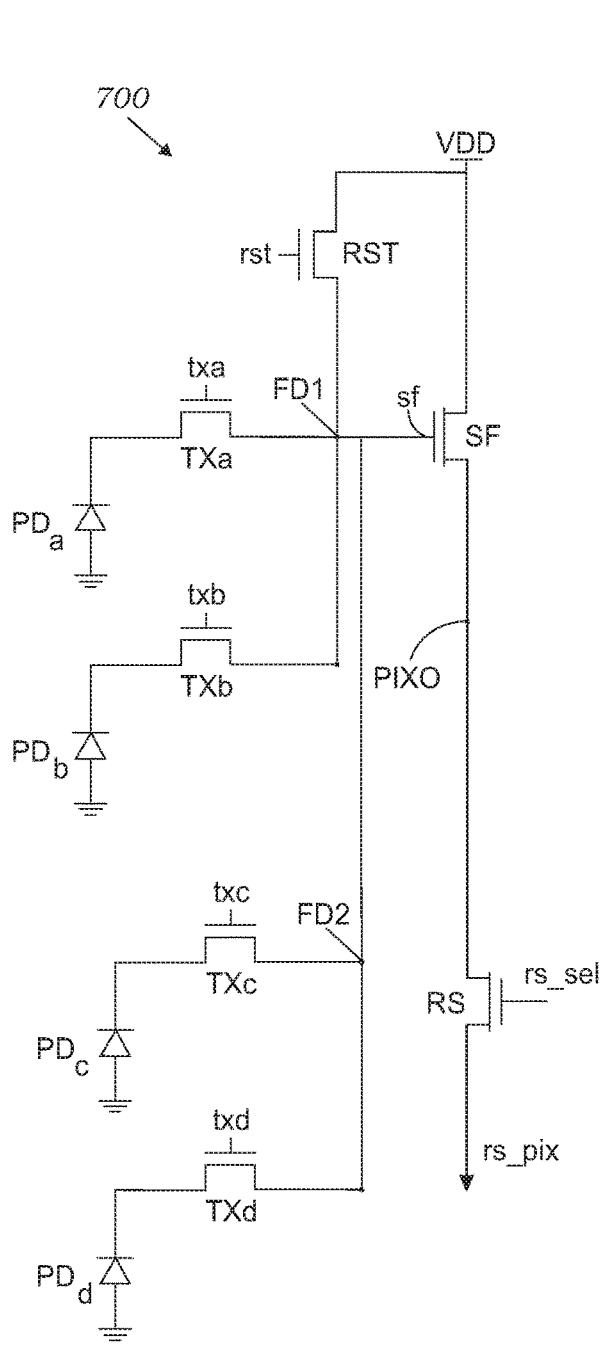 700
VDD
rst
RST
txa
FD1
sf
SF
TXa
PDa
txb
PIXO
TXb
PDb
txc
FD2
rs_sel
TXc
RS
PDc
txd
rs_pix
TXd
PDd